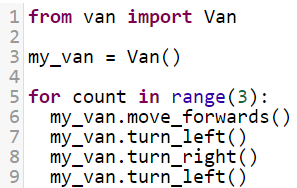 1 from van import Van
2
3 my_van = Van()
4
5 for count in range(3):
6   my_van.move_forwards()
7   my_van.turn_left()
8   my_van.turn_right()
9   my_van.turn_left()